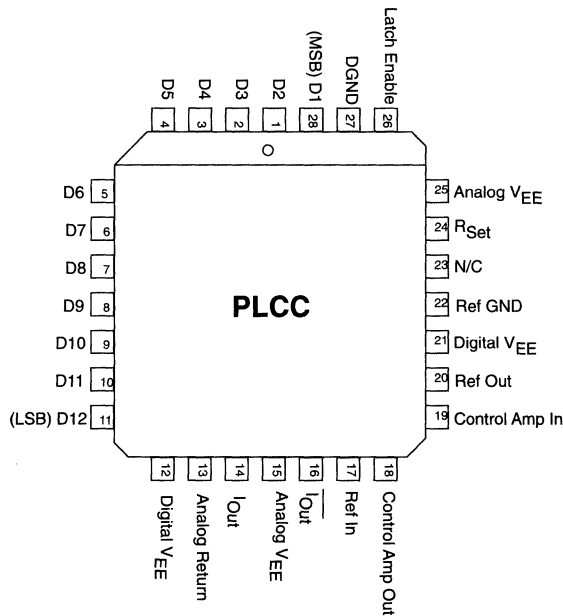 D5
D4
D3
D2
(MSB) D1
DGND
Latch Enable
4
3
2
1
28
27
26
D6 5
D7 6
D8 7
D9 8
D10 9
D11 10
(LSB) D12 11
PLCC
25 Analog VEE
24 RSet
23 N/C
22 Ref GND
21 Digital VEE
20 Ref Out
19 Control Amp In
12
13
14
15
16
17
18
Digital VEE
Analog Return
IOut
Analog VEE
IOut
Ref In
Control Amp Out